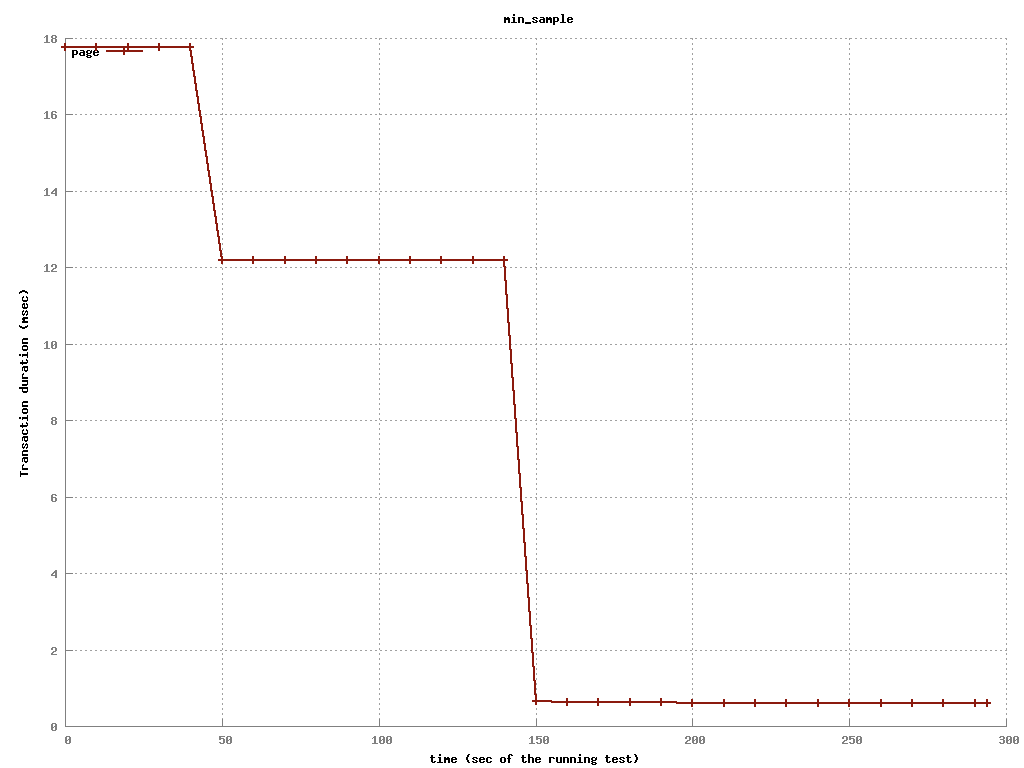 min_sample
18
page
16
14
12
10
8
6
4
2
0
Transaction duration (msec)
0 50 100 150 200 250 300
time (sec of the running test)